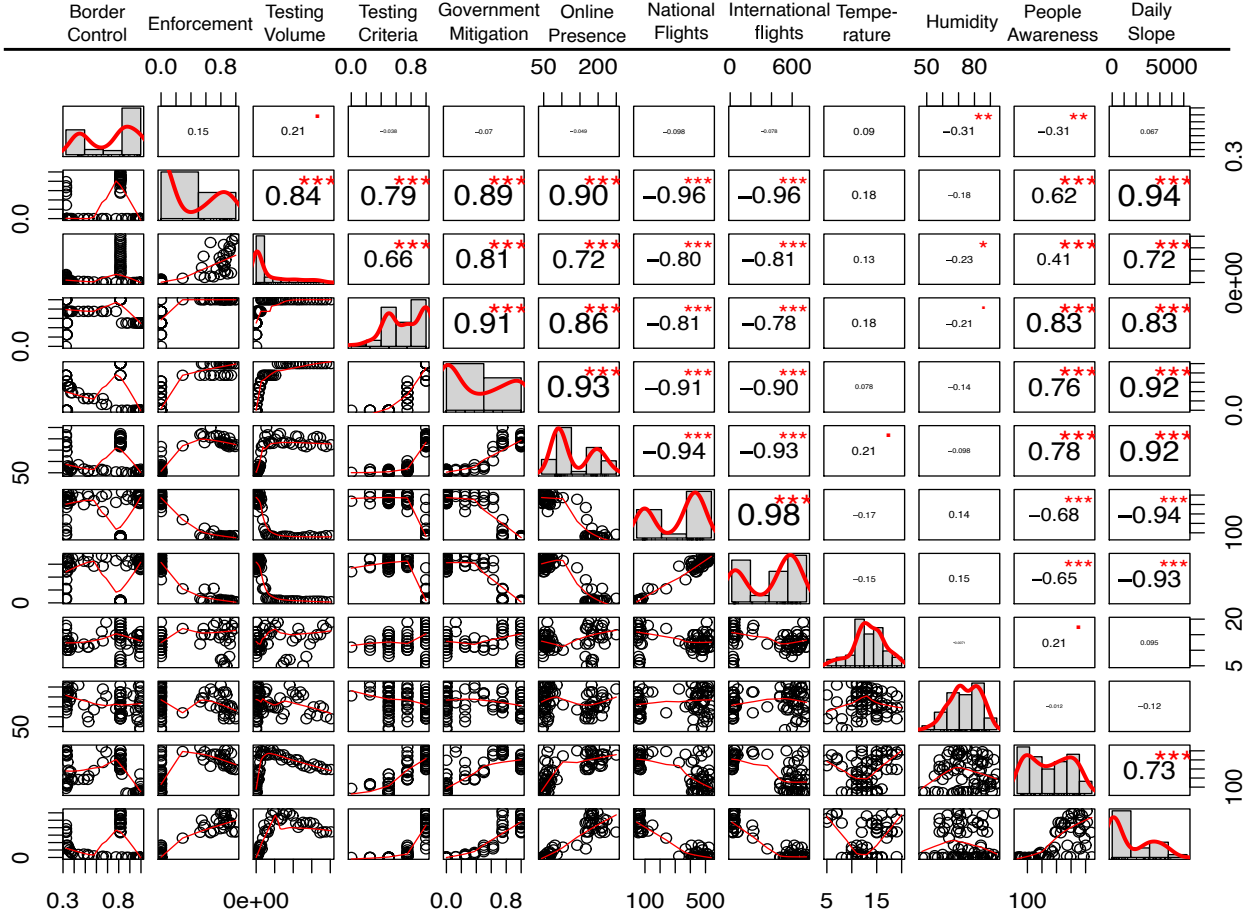 Border Control Enforcement Testing Volume Testing Criteria Government Mitigation Online Presence National Flights International flights Tempe-rature Humidity People Awareness Daily Slope
0.0 0.8 0.0 0.8 50 200 0 600 50 80 0 5000
0.15 0.21 . −0.038 −0.07 −0.049 −0.098 −0.078 0.09 −0.31 ** −0.31 ** 0.067 0.3
0.0 0.84 *** 0.79 *** 0.89 *** 0.90 *** −0.96 *** −0.96 *** 0.18 −0.18 0.62 *** 0.94 ***
0.66 *** 0.81 *** 0.72 *** −0.80 *** −0.81 *** 0.13 −0.23 * 0.41 *** 0.72 *** 0e+00
0.0 0.91 *** 0.86 *** −0.81 *** −0.78 *** 0.18 −0.21 . 0.83 *** 0.83 ***
0.93 *** −0.91 *** −0.90 *** 0.078 −0.14 0.76 *** 0.92 *** 0.0
50 −0.94 *** −0.93 *** 0.21 . −0.098 0.78 *** 0.92 ***
0.98 *** −0.17 0.14 −0.68 *** −0.94 *** 100
0 −0.15 0.15 −0.65 *** −0.93 ***
0.21 . 0.095 5 20
50 −0.012 −0.12
0.73 *** 100
0
0.3 0.8 0e+00 0.0 0.8 50 200 100 500 5 15 100